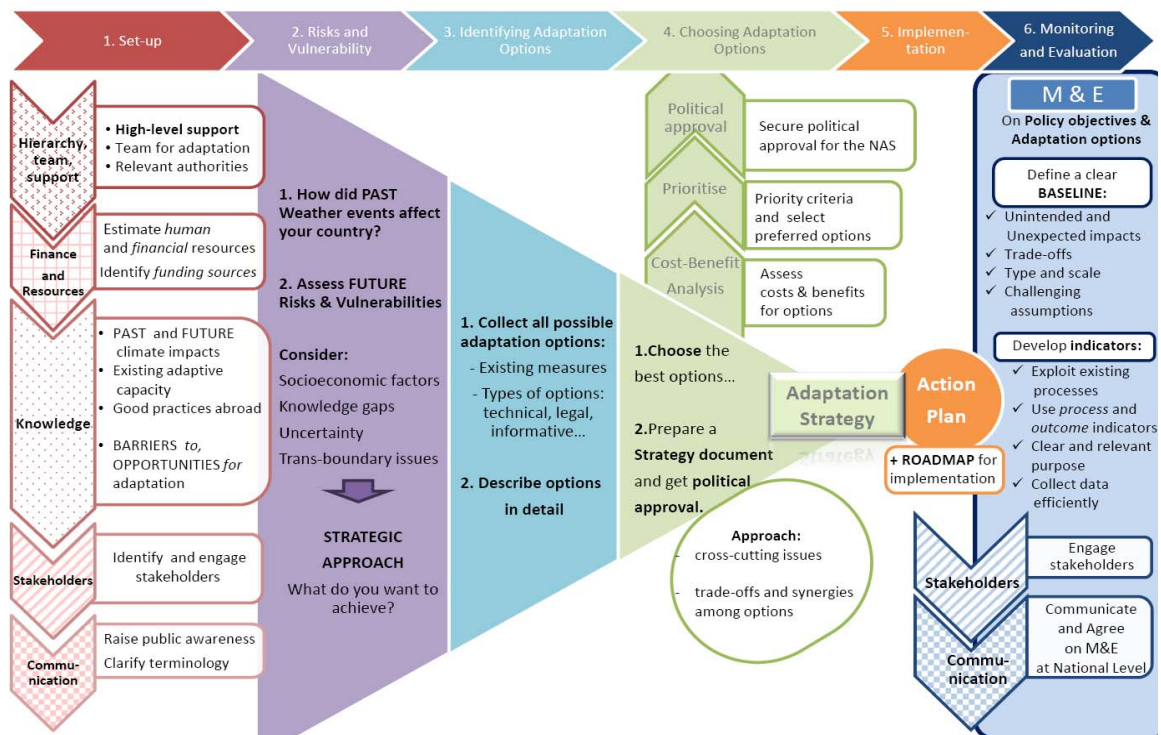 1. Set-up
2. Risks and
Vulnerability
3. Identifying Adaptation
Options
4. Choosing Adaptation
Options
5. Implemen-
tation
6. Monitoring
and Evaluation
Hierarchy,
team,
support
• High-level support
• Team for adaptation
• Relevant authorities
Finance
and
Resources
Estimate human
and financial resources
Identify funding sources
Knowledge
• PAST and FUTURE
climate impacts
• Existing adaptive
capacity
• Good practices abroad
• BARRIERS to,
OPPORTUNITIES for
adaptation
Stakeholders
Identify and engage
stakeholders
Commu-
nication
Raise public awareness
Clarify terminology
1. How did PAST
Weather events affect
your country?
2. Assess FUTURE
Risks & Vulnerabilities
Consider:
Socioeconomic factors
Knowledge gaps
Uncertainty
Trans-boundary issues
STRATEGIC
APPROACH
What do you want to
achieve?
1. Collect all possible
adaptation options:
- Existing measures
- Types of options:
technical, legal,
informative...
2. Describe options
in detail
Political
approval
Secure political
approval for the NAS
Prioritise
Priority criteria
and select
preferred options
Cost-Benefit
Analysis
Assess
costs & benefits
for options
1.Choose the
best options...
2.Prepare a
Strategy document
and get political
approval.
Adaptation
Strategy
Approach:
- cross-cutting issues
- trade-offs and synergies
among options
Action
Plan
+ ROADMAP for
implementation
M & E
On Policy objectives &
Adaptation options
Define a clear
BASELINE:
✓ Unintended and
Unexpected impacts
✓ Trade-offs
✓ Type and scale
✓ Challenging
assumptions
Develop indicators:
• Exploit existing
processes
• Use process and
outcome indicators
• Clear and relevant
purpose
• Collect data
efficiently
Stakeholders
Engage
stakeholders
Commu-
nication
Communicate
and Agree
on M&E
at National Level